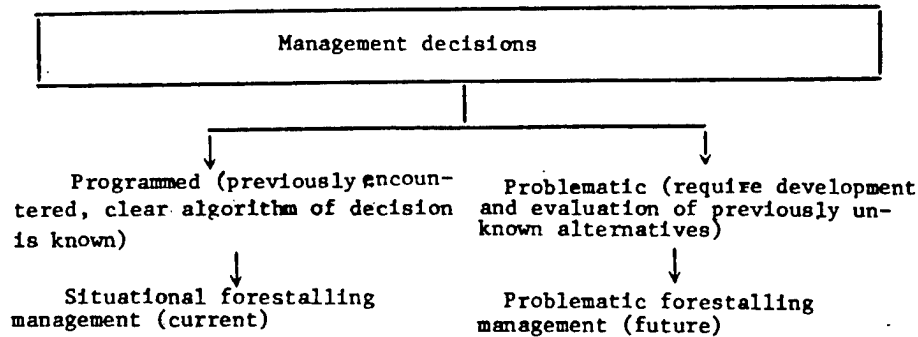 Management decisions
Programmed (previously encoun-
tered, clear algorithm of decision
is known)
Problematic (require development
and evaluation of previously un-
known alternatives)
Situational forestalling
management (current)
Problematic forestalling
management (future)